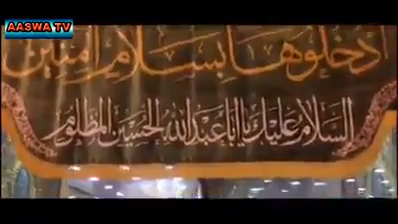 AASWA TV
ادخلوها بسلام آمنين
السلام عليك يا ابا عبد الله الحسين المظلوم